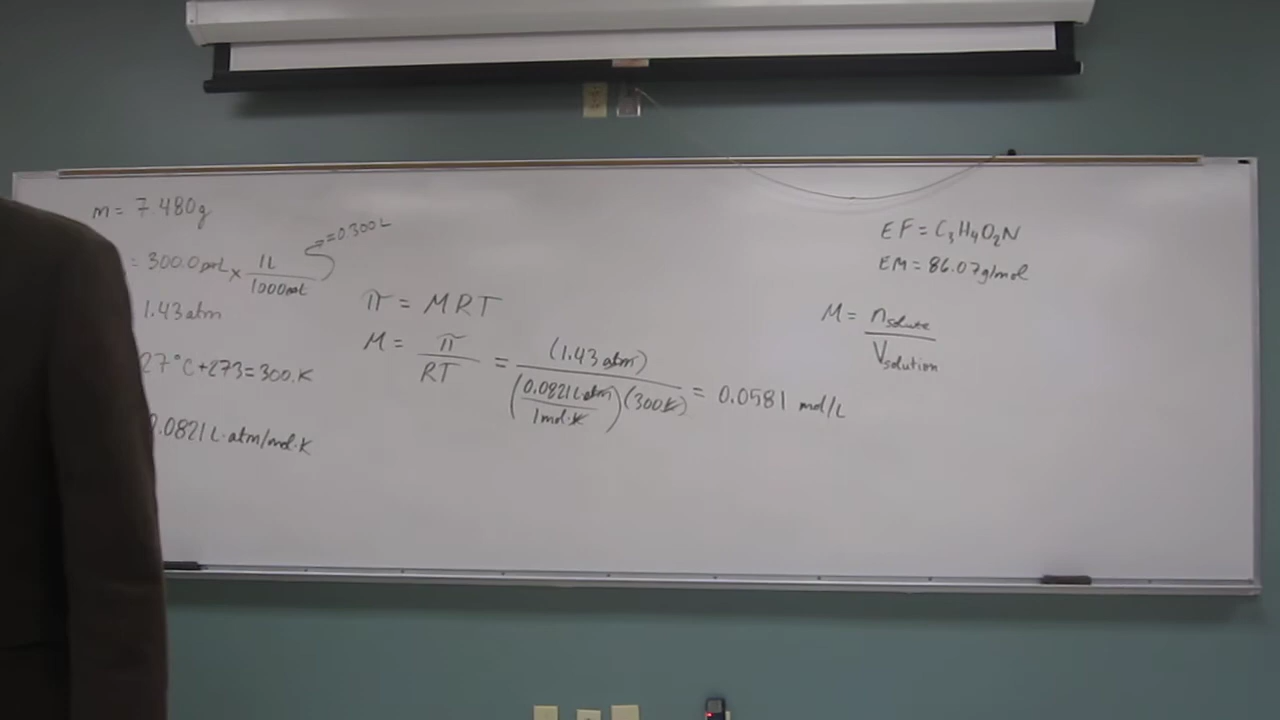 m = 7.480g
= 300.0 mL × 1L / 1000mL = 0.300L
1.43 atm
27°C + 273 = 300. K
0.0821 L·atm/mol·K
π = MRT
M = π / RT = (1.43 atm) / (0.0821 L·atm / 1mol·K)(300K) = 0.0581 mol/L
EF = C₃H₄O₂N
EM = 86.07g/mol
M = nsolute / Vsolution